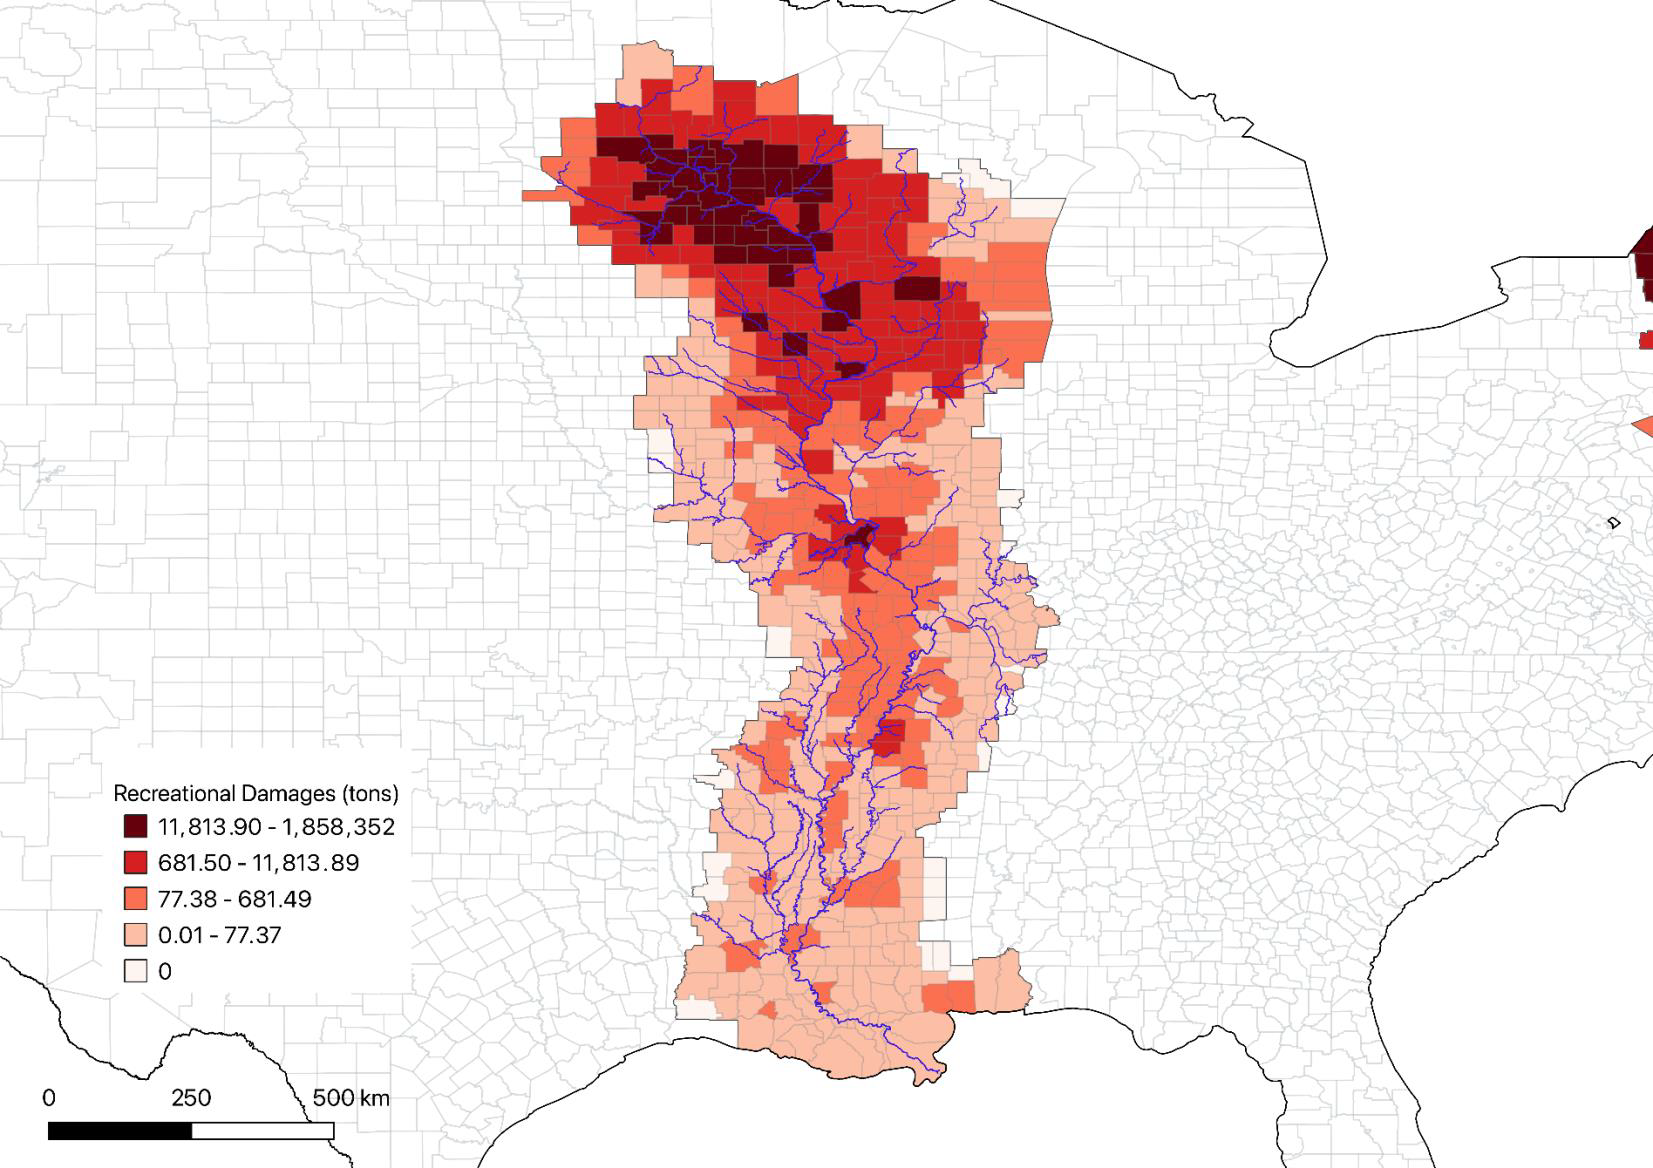 Recreational Damages (tons)
11,813.90 - 1,858,352
681.50 - 11,813.89
77.38 - 681.49
0.01 - 77.37
0
0 250 500 km